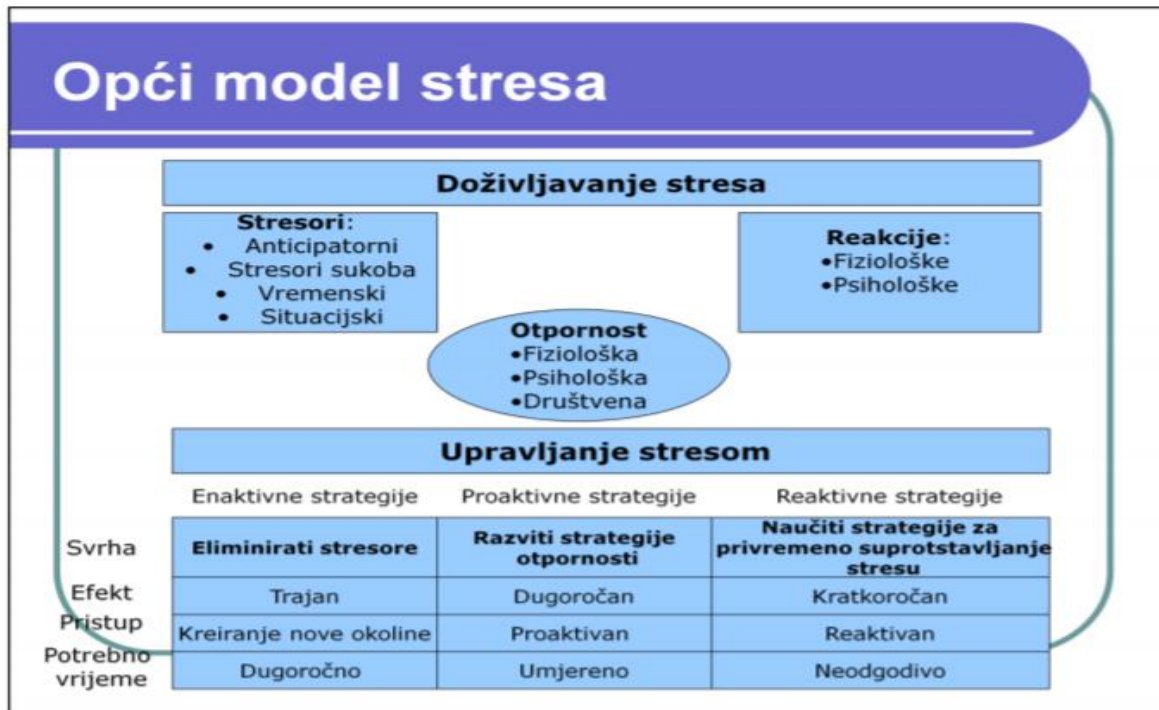 Opći model stresa
Doživljavanje stresa
Stresori:
• Anticipatorni
• Stresori sukoba
• Vremenski
• Situacijski
Reakcije:
•Fiziološke
•Psihološke
Otpornost
•Fiziološka
•Psihološka
•Društvena
Upravljanje stresom
Enaktivne strategije Proaktivne strategije Reaktivne strategije
Svrha
Eliminirati stresore
Razviti strategije
otpornosti
Naučiti strategije za
privremeno suprotstavljanje
stresu
Efekt
Trajan
Dugoročan
Kratkoročan
Pristup
Kreiranje nove okoline
Proaktivan
Reaktivan
Potrebno
vrijeme
Dugoročno
Umjereno
Neodgodivo